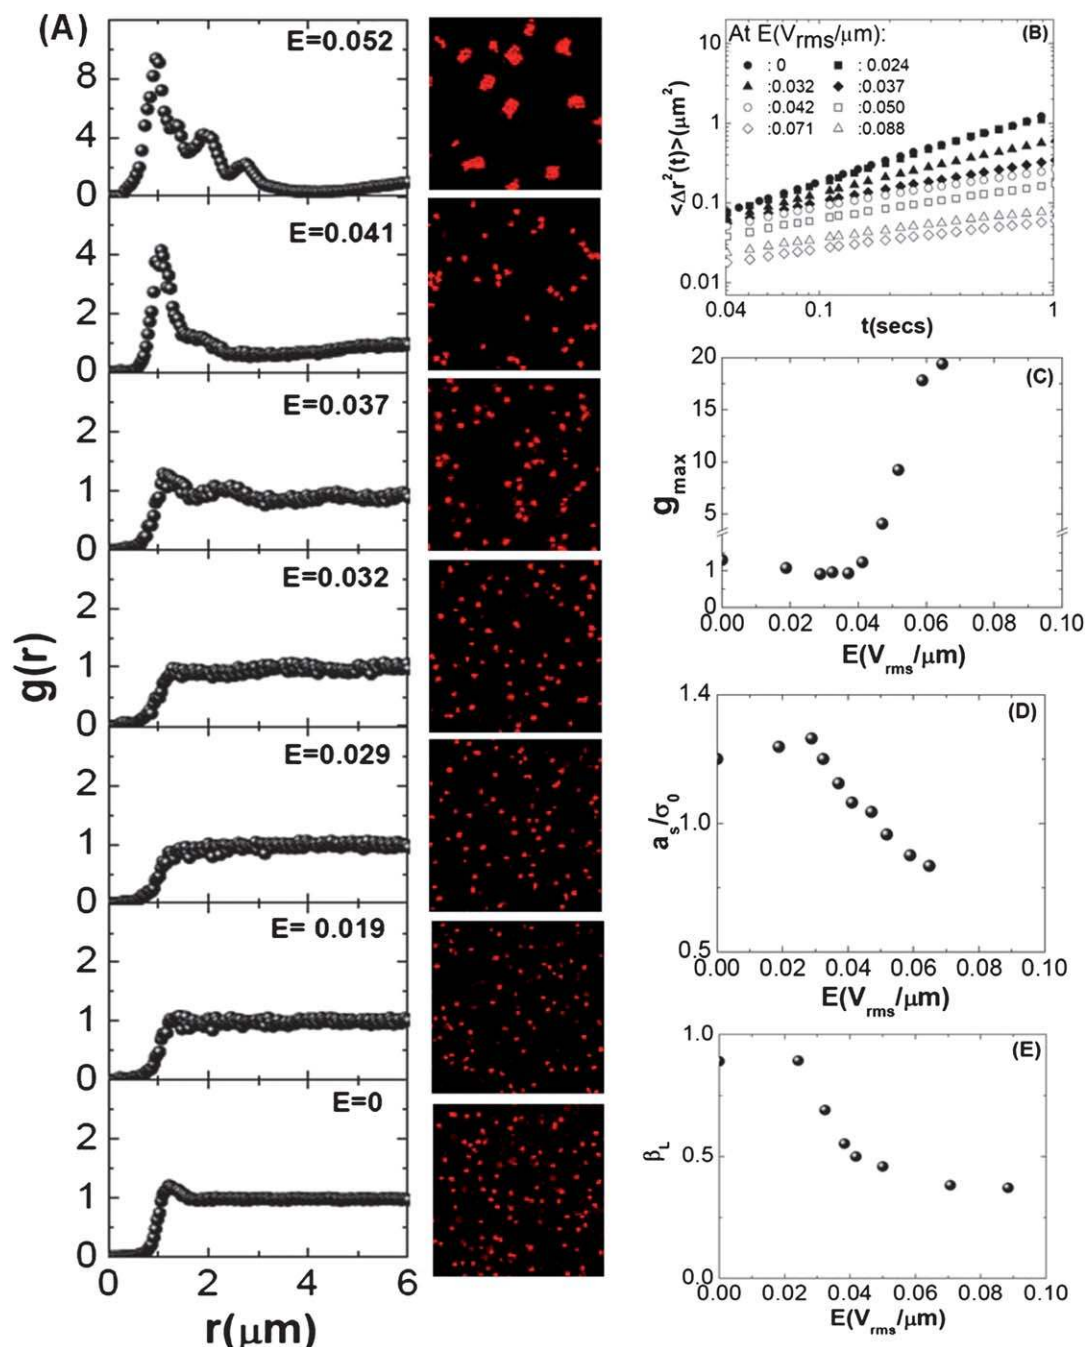 (A)
E=0.052
8
4
0
E=0.041
4
2
0
E=0.037
2
1
0
E=0.032
2
1
0
E=0.029
2
1
0
E= 0.019
2
1
0
E=0
2
1
0
0 2 4 6
g(r)
r(μm)
(B)
At E(Vrms/μm):
: 0 : 0.024
:0.032 :0.037
:0.042 :0.050
:0.071 :0.088
10
1
0.1
0.01
<Δr²(t)>(μm²)
0.04 0.1 1
t(secs)
(C)
20
15
10
5
1
0
gmax
0.00 0.02 0.04 0.06 0.08 0.10
E(Vrms/μm)
(D)
1.4
1.0
0.5
as/σ0
0.00 0.02 0.04 0.06 0.08 0.10
E(Vrms/μm)
(E)
1.0
0.5
0.0
βL
0.00 0.02 0.04 0.06 0.08 0.10
E(Vrms/μm)